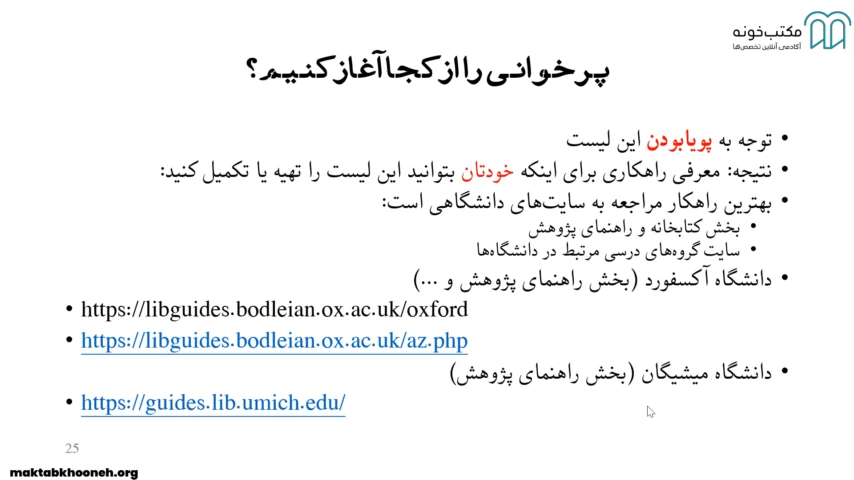 مکتب‌خونه
آکادمی آنلاین تخصص‌ها
پرخوانی را از کجا آغاز کنیم؟
• توجه به پویابودن این لیست
• نتیجه: معرفی راهکاری برای اینکه خودتان بتوانید این لیست را تهیه یا تکمیل کنید:
• بهترین راهکار مراجعه به سایت‌های دانشگاهی است:
• بخش کتابخانه و راهنمای پژوهش
• سایت گروه‌های درسی مرتبط در دانشگاه‌ها
• دانشگاه آکسفورد (بخش راهنمای پژوهش و ...)
• https://libguides.bodleian.ox.ac.uk/oxford
• https://libguides.bodleian.ox.ac.uk/az.php
• دانشگاه میشیگان (بخش راهنمای پژوهش)
• https://guides.lib.umich.edu/
25
maktabkhooneh.org